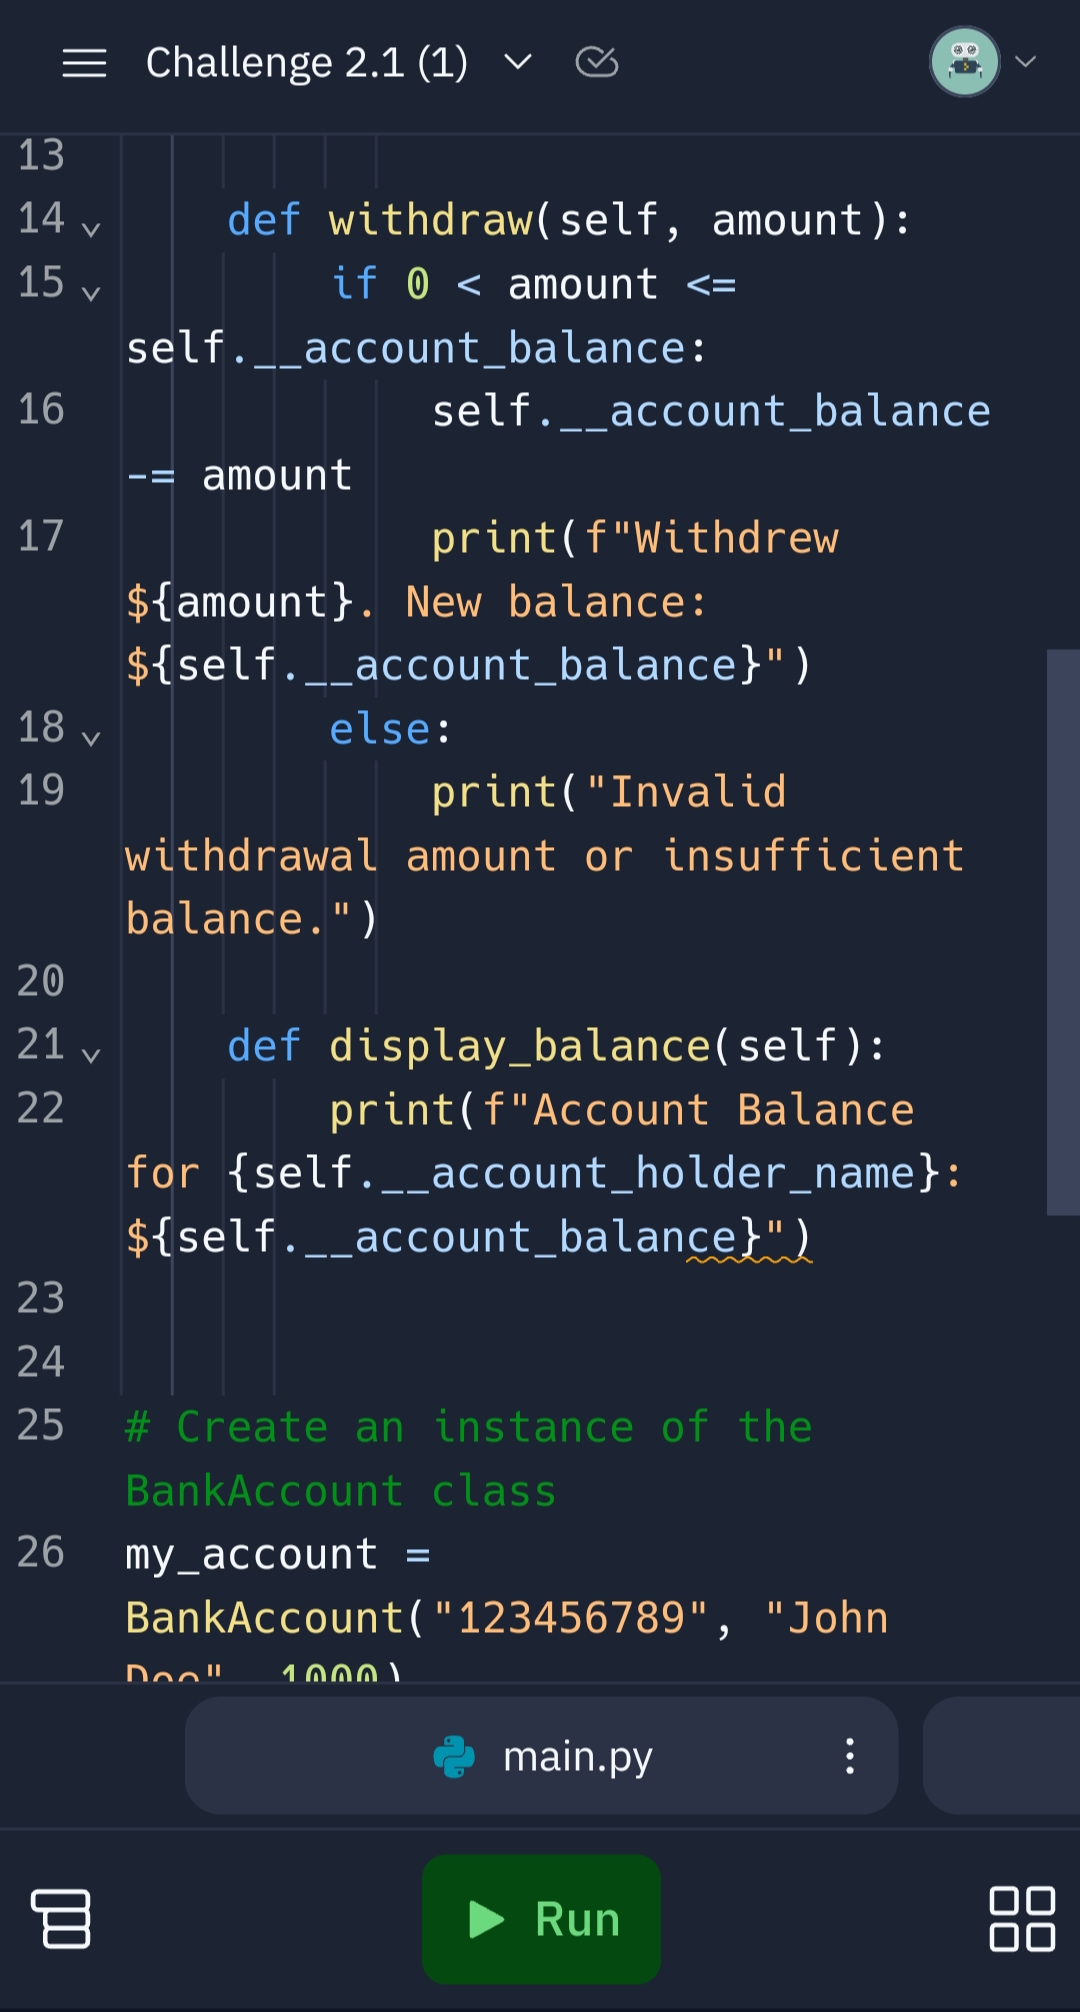 Challenge 2.1 (1)
13
14 def withdraw(self, amount):
15 if 0 < amount <=
self.__account_balance:
16 self.__account_balance
-= amount
17 print(f"Withdrew
${amount}. New balance:
${self.__account_balance}")
18 else:
19 print("Invalid
withdrawal amount or insufficient
balance.")
20
21 def display_balance(self):
22 print(f"Account Balance
for {self.__account_holder_name}:
${self.__account_balance}")
23
24
25 # Create an instance of the
BankAccount class
26 my_account =
BankAccount("123456789", "John
Doe", 1000)
main.py
Run